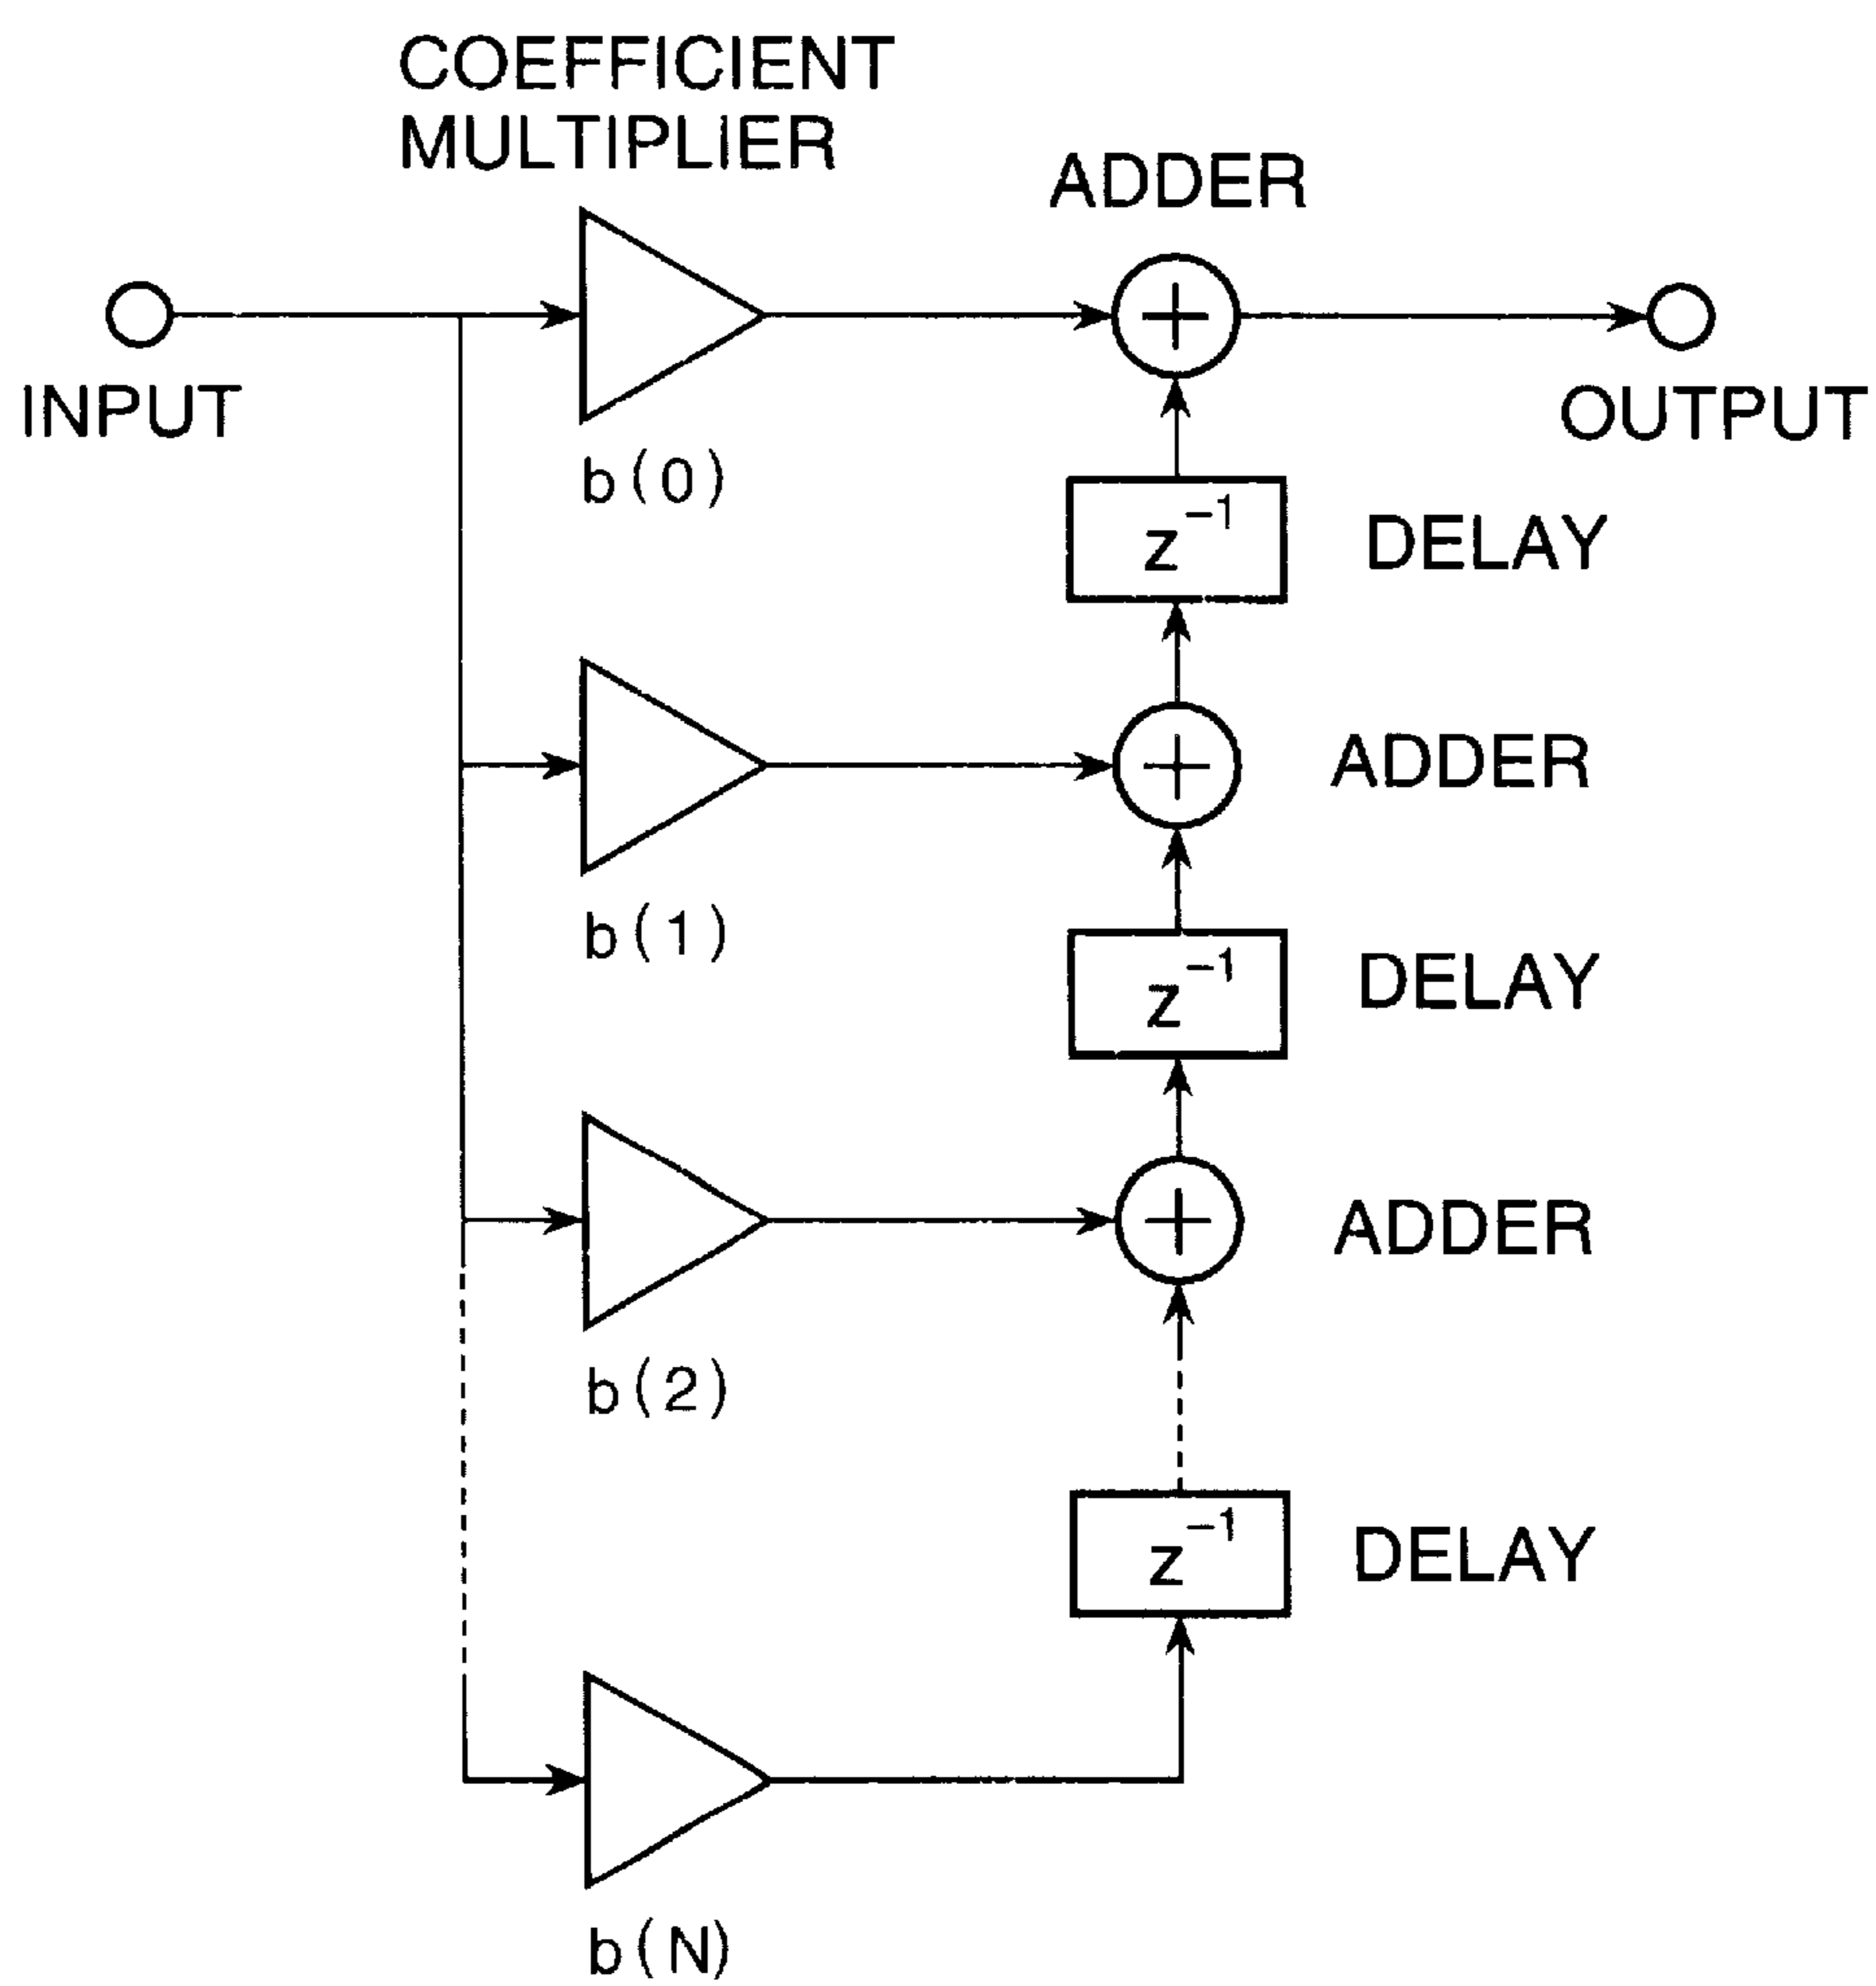 COEFFICIENT
MULTIPLIER
ADDER
INPUT
OUTPUT
b(0)
z⁻¹
DELAY
ADDER
b(1)
z⁻¹
DELAY
ADDER
b(2)
z⁻¹
DELAY
b(N)